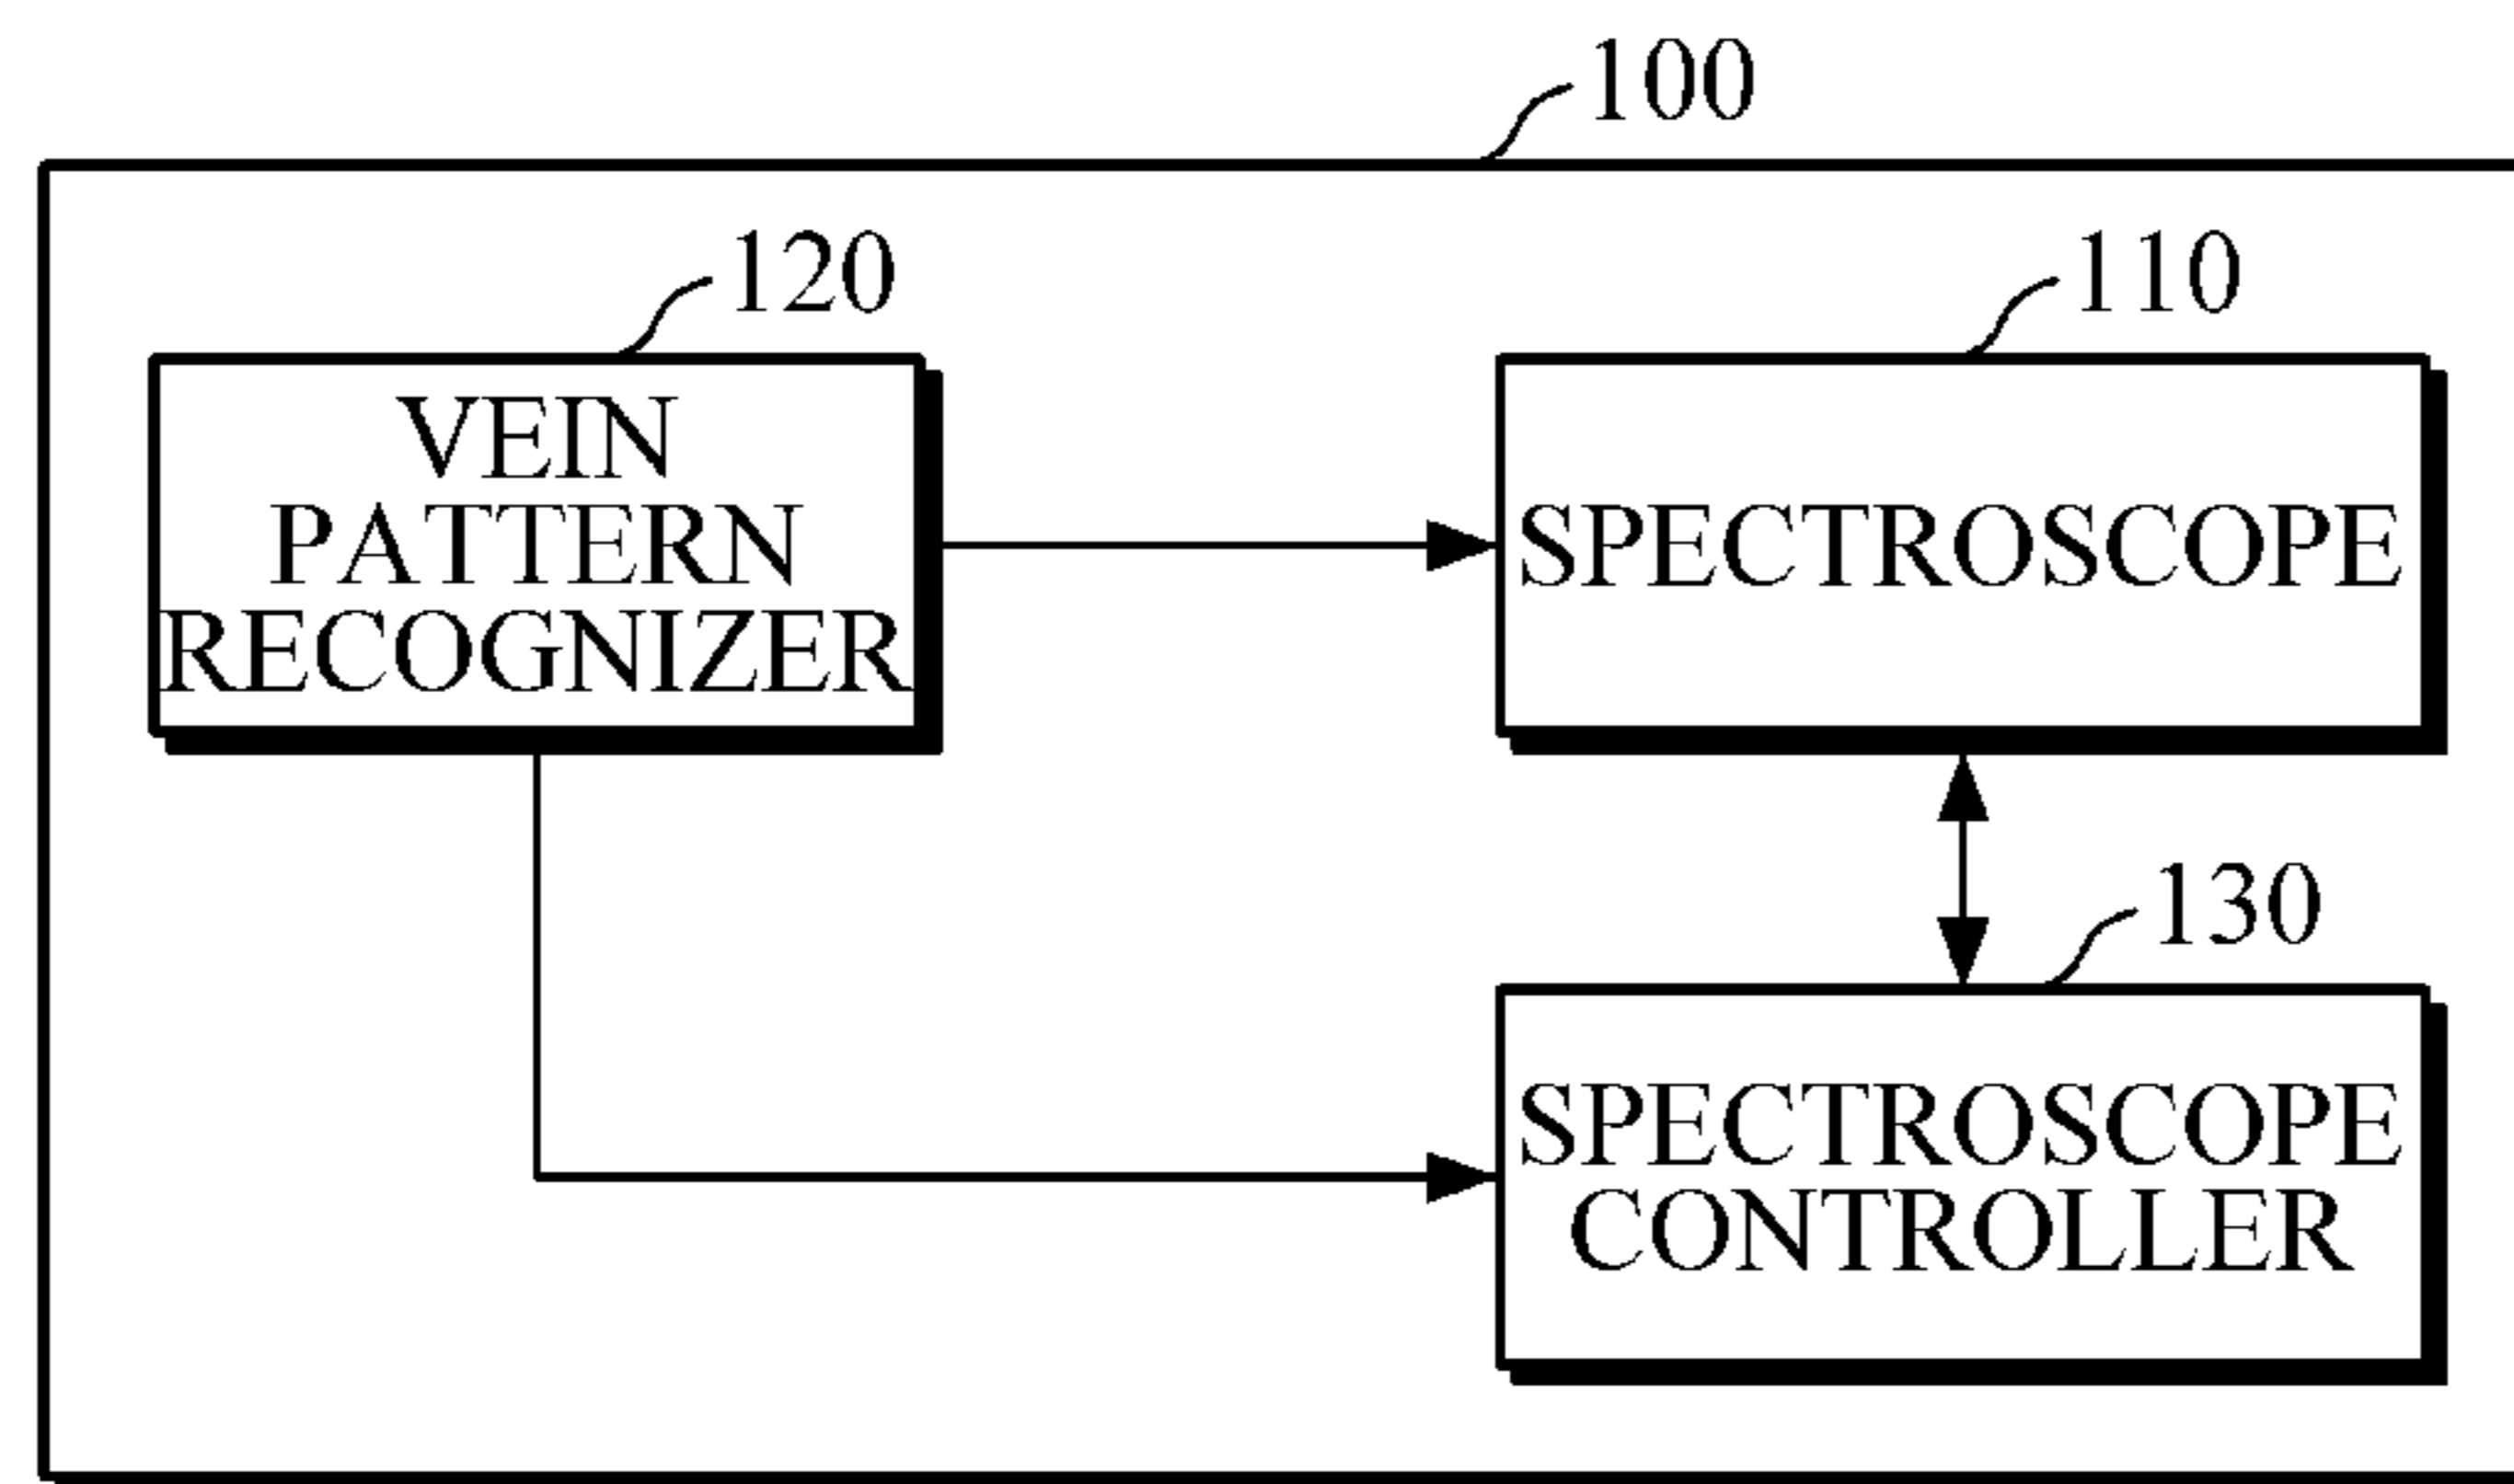 100
120
110
VEIN
PATTERN
RECOGNIZER
SPECTROSCOPE
130
SPECTROSCOPE
CONTROLLER